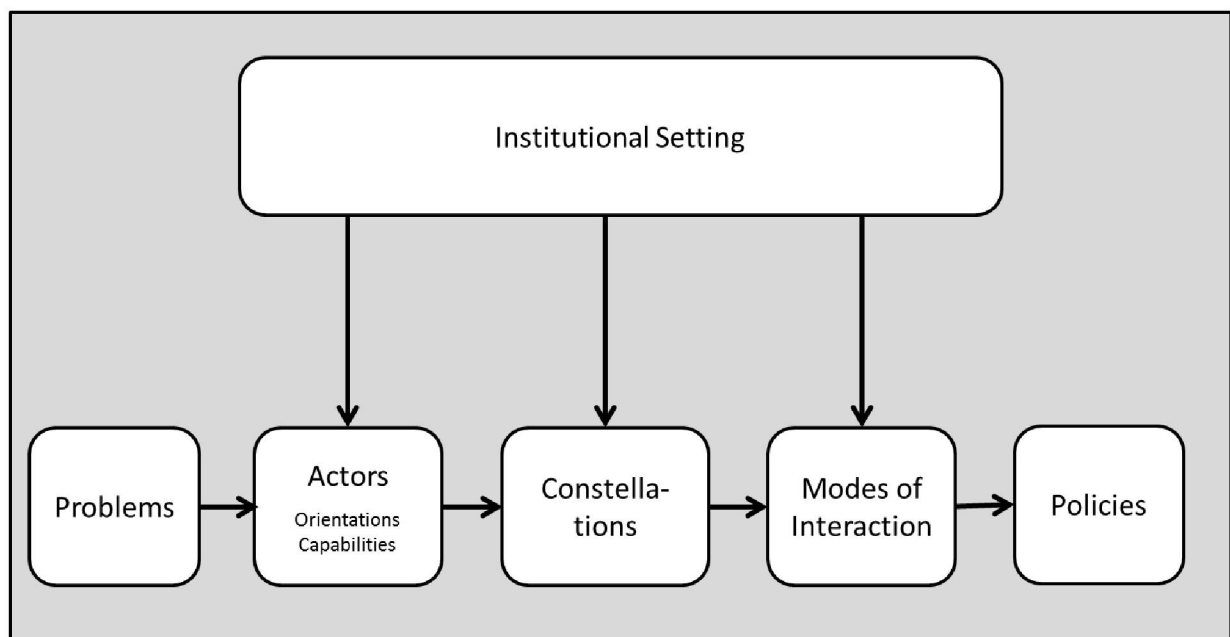 Institutional Setting
Problems
Actors
Orientations
Capabilities
Constella-
tions
Modes of
Interaction
Policies